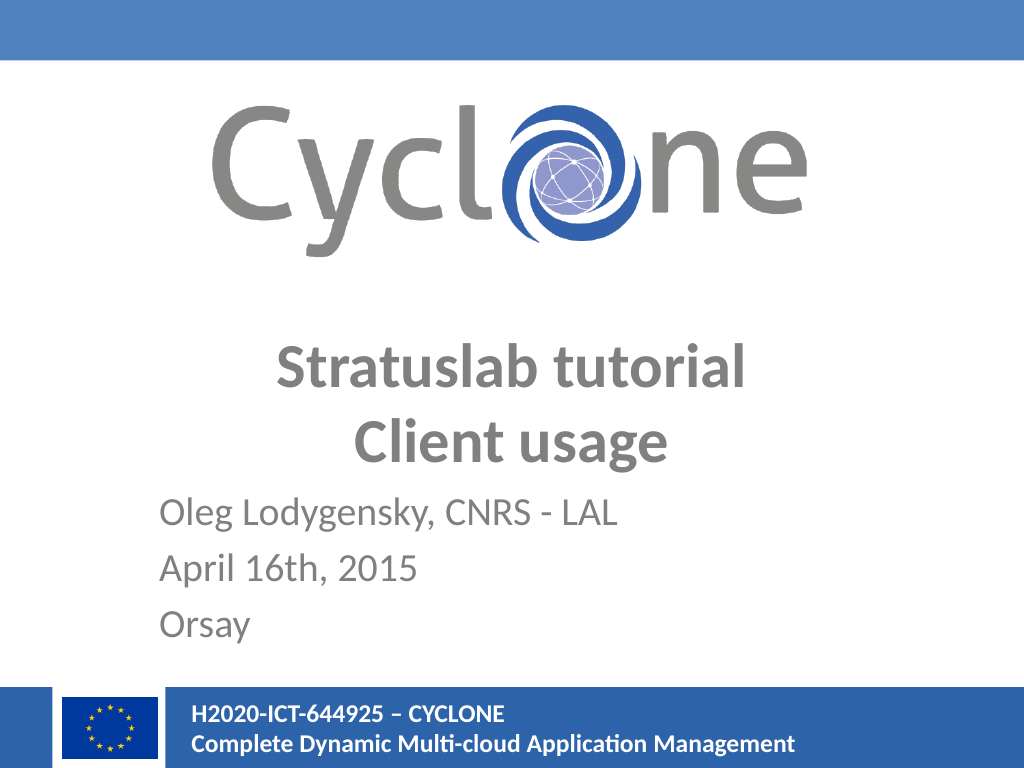 Cyclone
Stratuslab tutorial
Client usage
Oleg Lodygensky, CNRS - LAL
April 16th, 2015
Orsay
H2020-ICT-644925 – CYCLONE
Complete Dynamic Multi-cloud Application Management